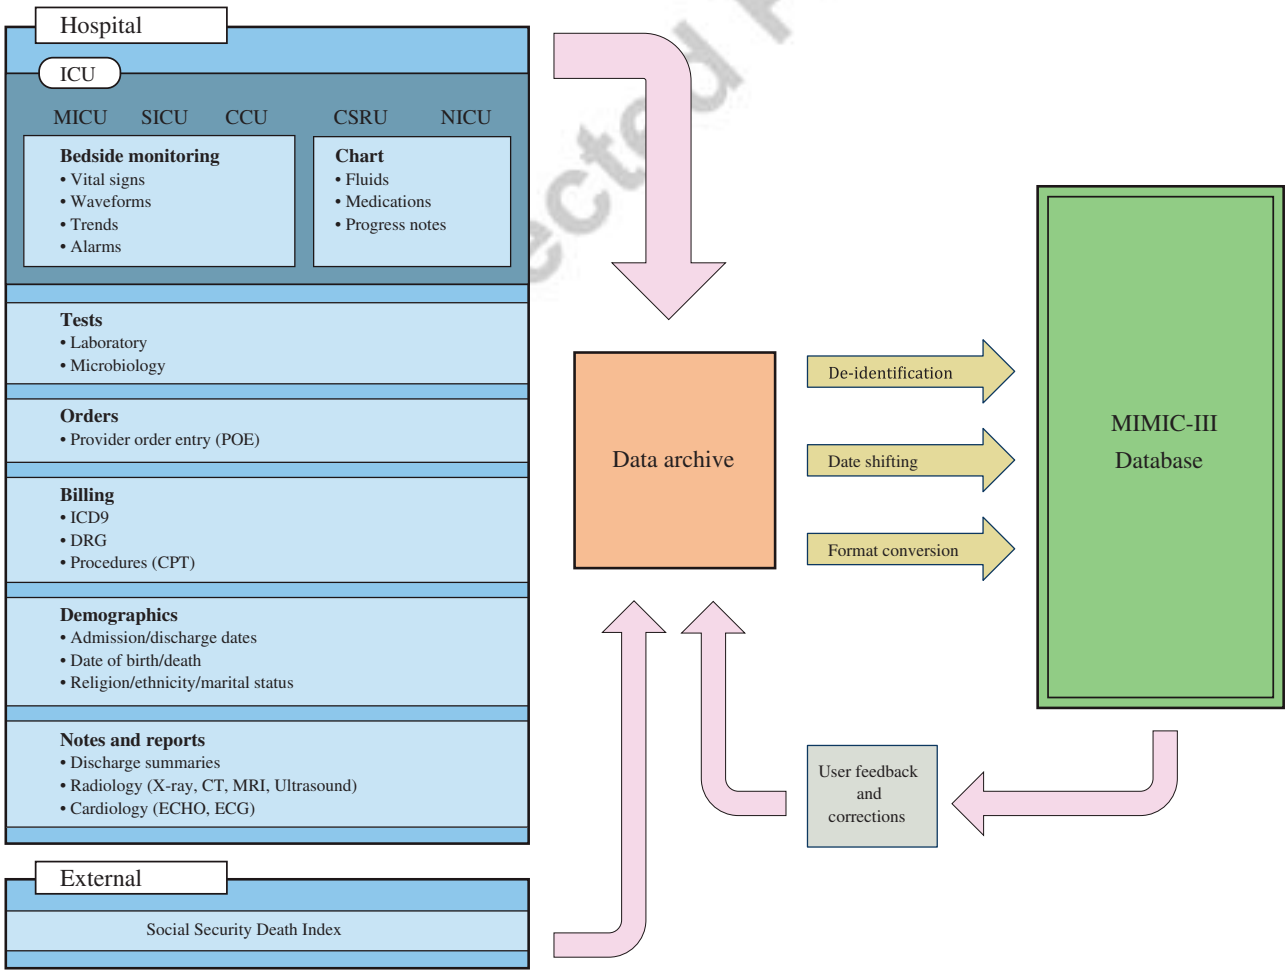 Hospital
ICU
MICU SICU CCU CSRU NICU
Bedside monitoring
• Vital signs
• Waveforms
• Trends
• Alarms
Chart
• Fluids
• Medications
• Progress notes
Tests
• Laboratory
• Microbiology
Orders
• Provider order entry (POE)
Billing
• ICD9
• DRG
• Procedures (CPT)
Demographics
• Admission/discharge dates
• Date of birth/death
• Religion/ethnicity/marital status
Notes and reports
• Discharge summaries
• Radiology (X-ray, CT, MRI, Ultrasound)
• Cardiology (ECHO, ECG)
External
Social Security Death Index
Data archive
De-identification
Date shifting
Format conversion
MIMIC-III
Database
User feedback
and
corrections